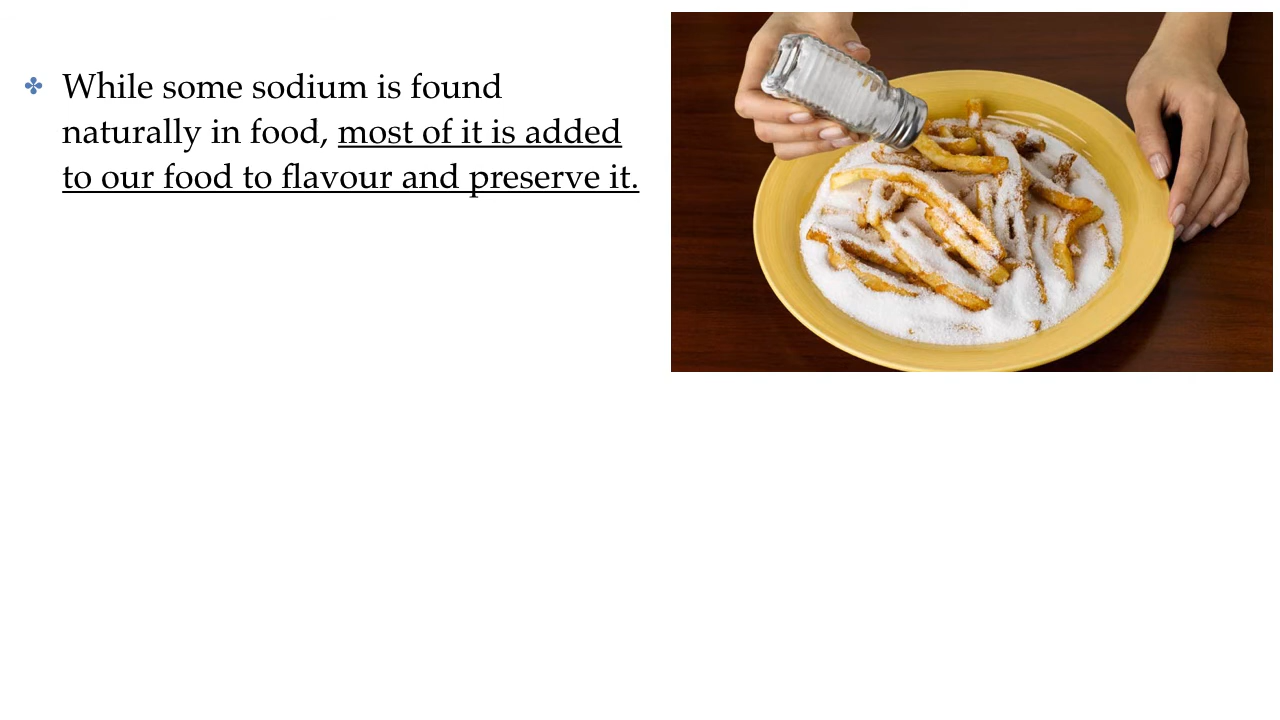 While some sodium is found
naturally in food, most of it is added
to our food to flavour and preserve it.